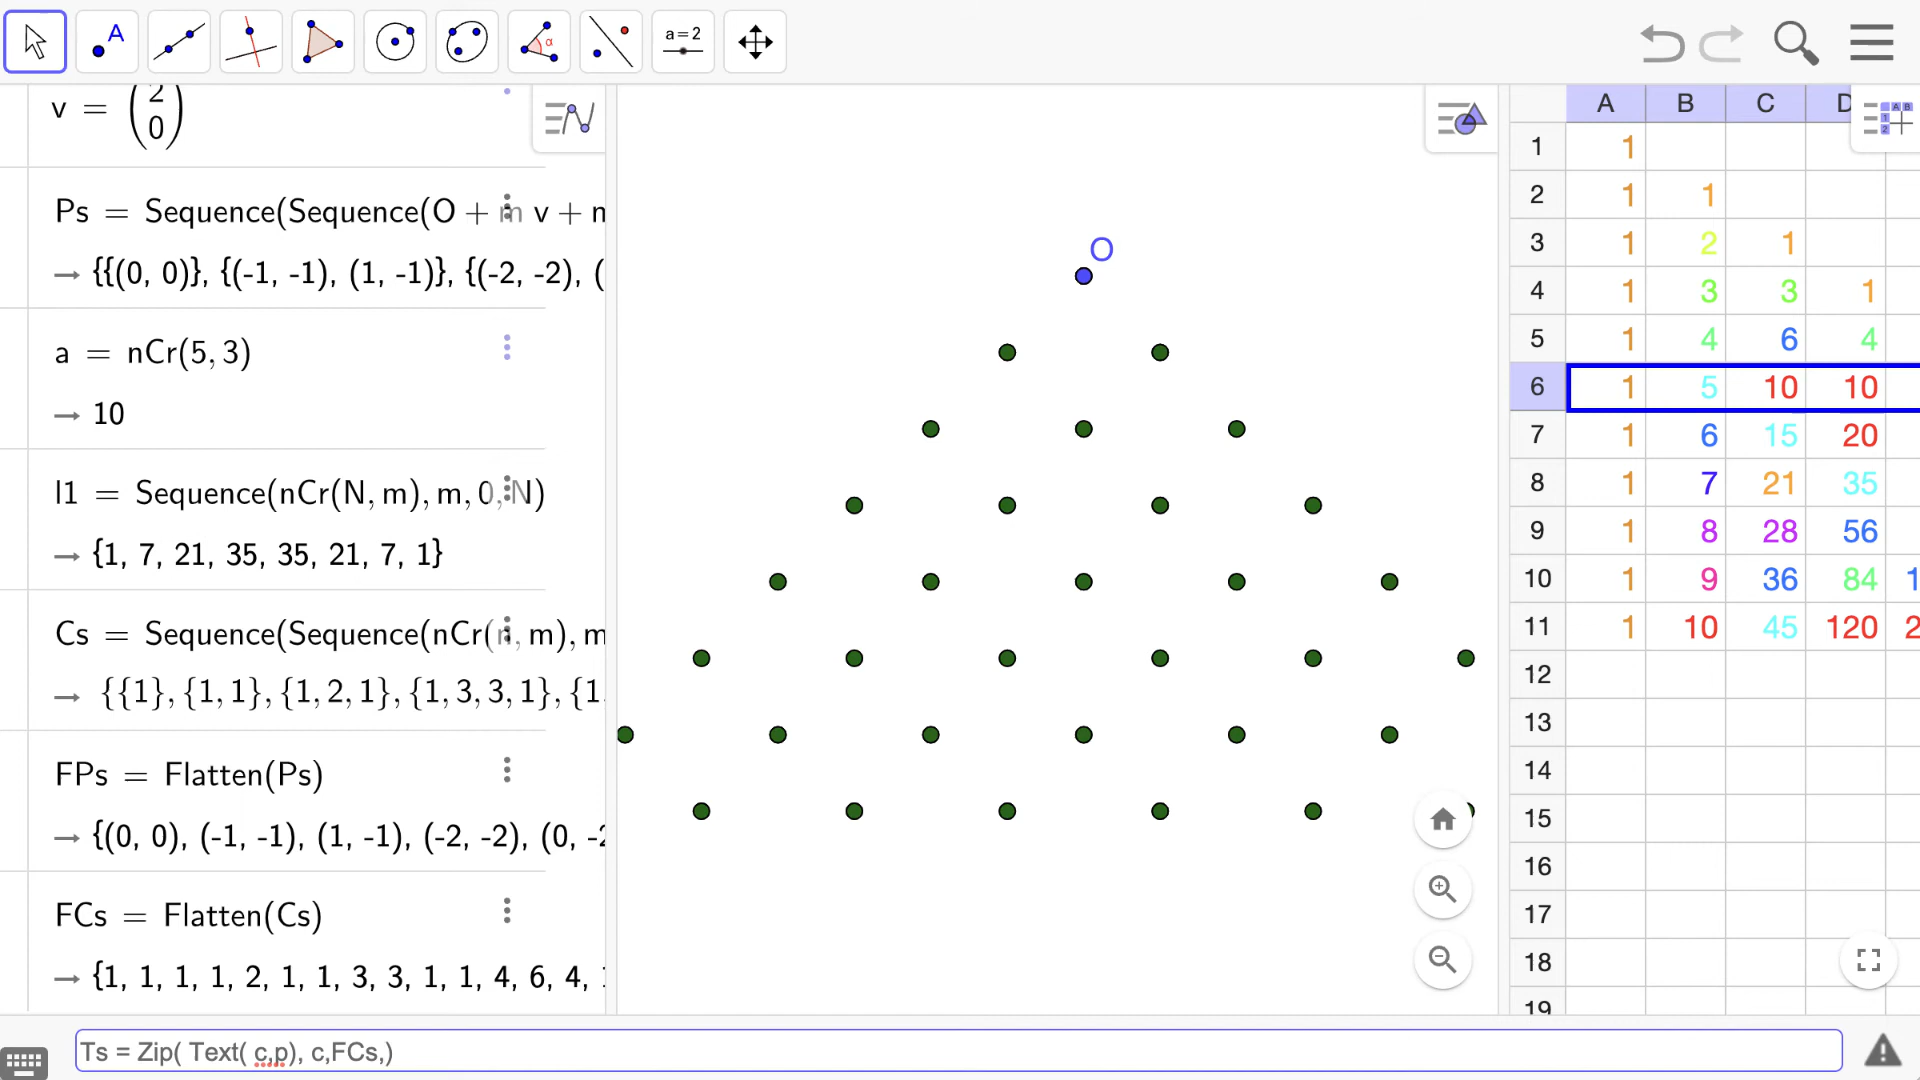 A
α
a=2
v = (2 0)
Ps = Sequence(Sequence(O + m v + n
→ {{(0, 0)}, {(-1, -1), (1, -1)}, {(-2, -2), (
a = nCr(5, 3)
→ 10
l1 = Sequence(nCr(N, m), m, 0, N)
→ {1, 7, 21, 35, 35, 21, 7, 1}
Cs = Sequence(Sequence(nCr(n, m), m
→ {{1}, {1, 1}, {1, 2, 1}, {1, 3, 3, 1}, {1,
FPs = Flatten(Ps)
→ {(0, 0), (-1, -1), (1, -1), (-2, -2), (0, -2
FCs = Flatten(Cs)
→ {1, 1, 1, 1, 2, 1, 1, 3, 3, 1, 1, 4, 6, 4,
O
A B C D
1 1
2 1 1
3 1 2 1
4 1 3 3 1
5 1 4 6 4
6 1 5 10 10
7 1 6 15 20
8 1 7 21 35
9 1 8 28 56
10 1 9 36 84 1
11 1 10 45 120 2
12
13
14
15
16
17
18
19
Ts = Zip( Text( c,p), c,FCs,)